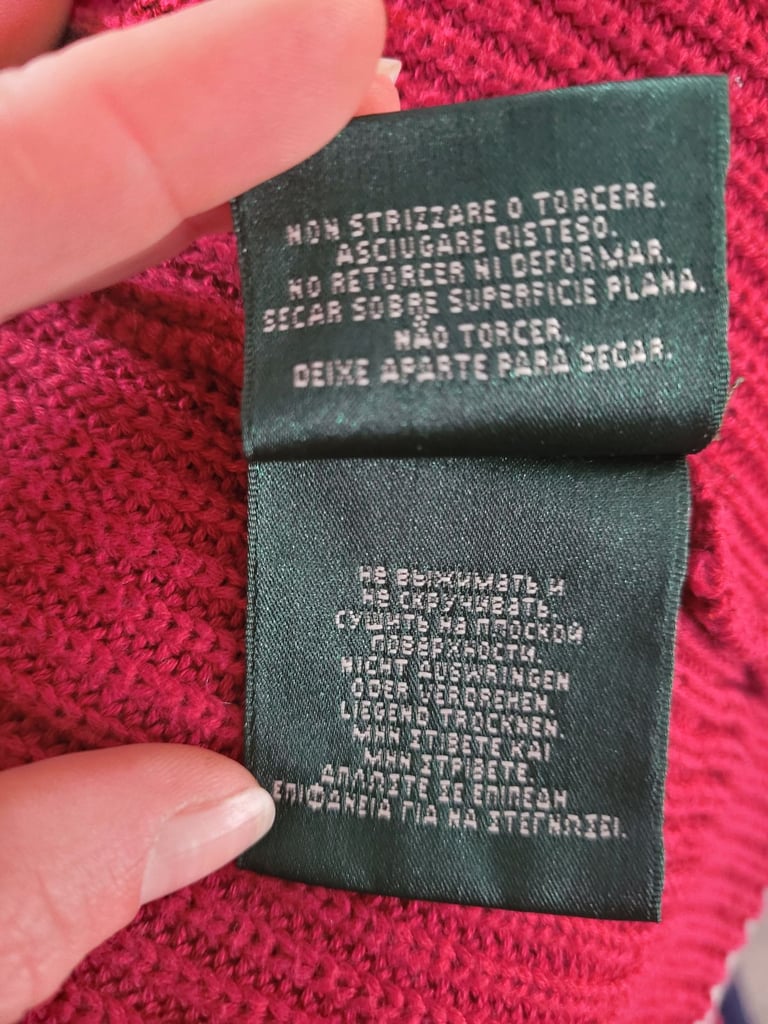 NON STRIZZARE O TORCERE.
ASCIUGARE DISTESO.
NO RETORCER NI DEFORMAR.
SECAR SOBRE SUPERFICIE PLANA.
NÃO TORCER.
DEIXE APARTE PARA SECAR.
НЕ ВЫЖИМАТЬ И
НЕ СКРУЧИВАТЬ.
СУШИТЬ НА ПЛОСКОЙ
ПОВЕРХНОСТИ.
NICHT AUSWRINGEN
ODER VERDREHEN.
LIEGEND TROCKNEN.
ΜΗΝ ΣΤΙΒΕΤΕ ΚΑΙ
ΜΗΝ ΣΤΡΙΒΕΤΕ.
ΑΠΛΩΣΤΕ ΣΕ ΕΠΙΠΕΔΗ
ΕΠΙΦΑΝΕΙΑ ΓΙΑ ΝΑ ΣΤΕΓΝΩΣΕΙ.